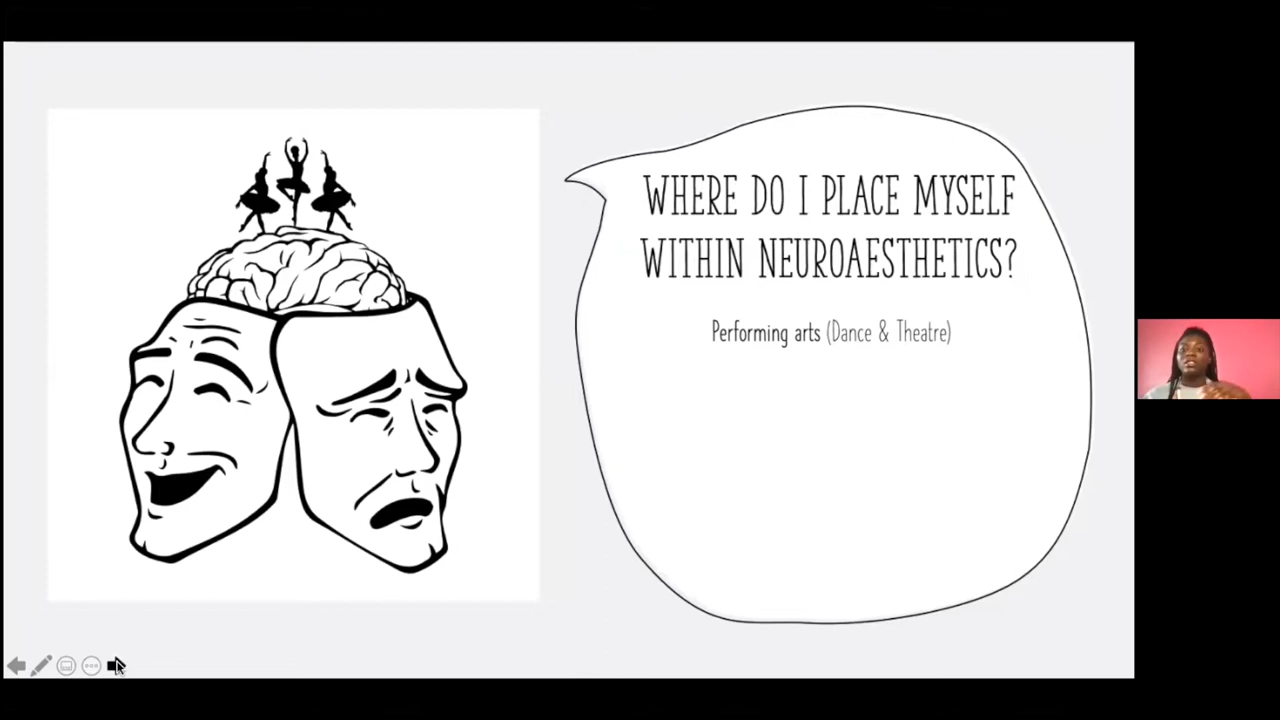 WHERE DO I PLACE MYSELF
WITHIN NEUROAESTHETICS?
Performing arts (Dance & Theatre)